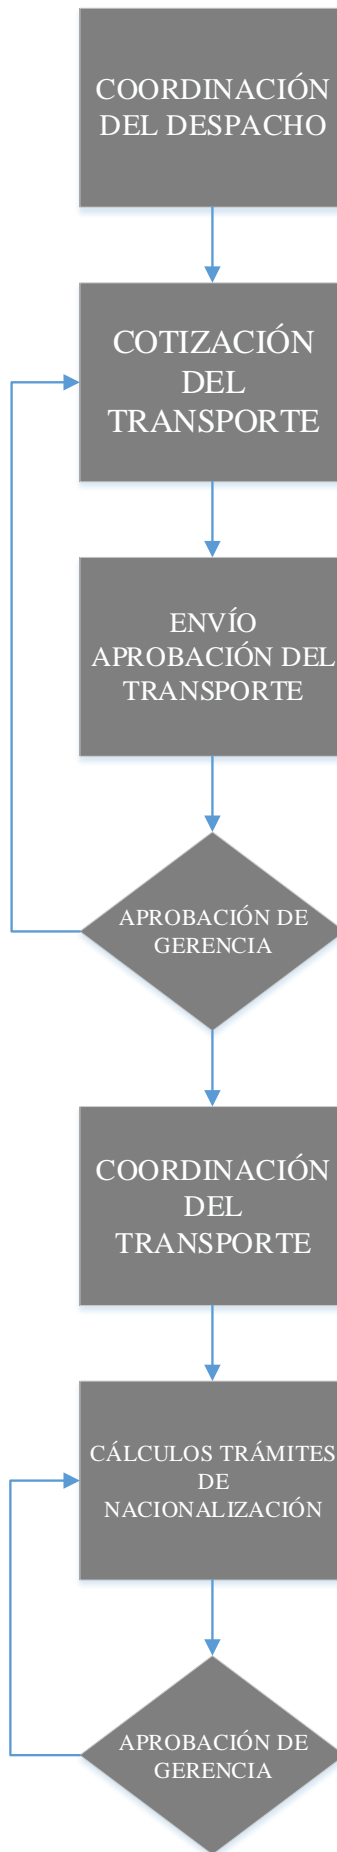 COORDINACIÓN
DEL DESPACHO
COTIZACIÓN
DEL
TRANSPORTE
ENVÍO
APROBACIÓN DEL
TRANSPORTE
APROBACIÓN DE
GERENCIA
COORDINACIÓN
DEL
TRANSPORTE
CÁLCULOS TRÁMITES
DE
NACIONALIZACIÓN
APROBACIÓN DE
GERENCIA